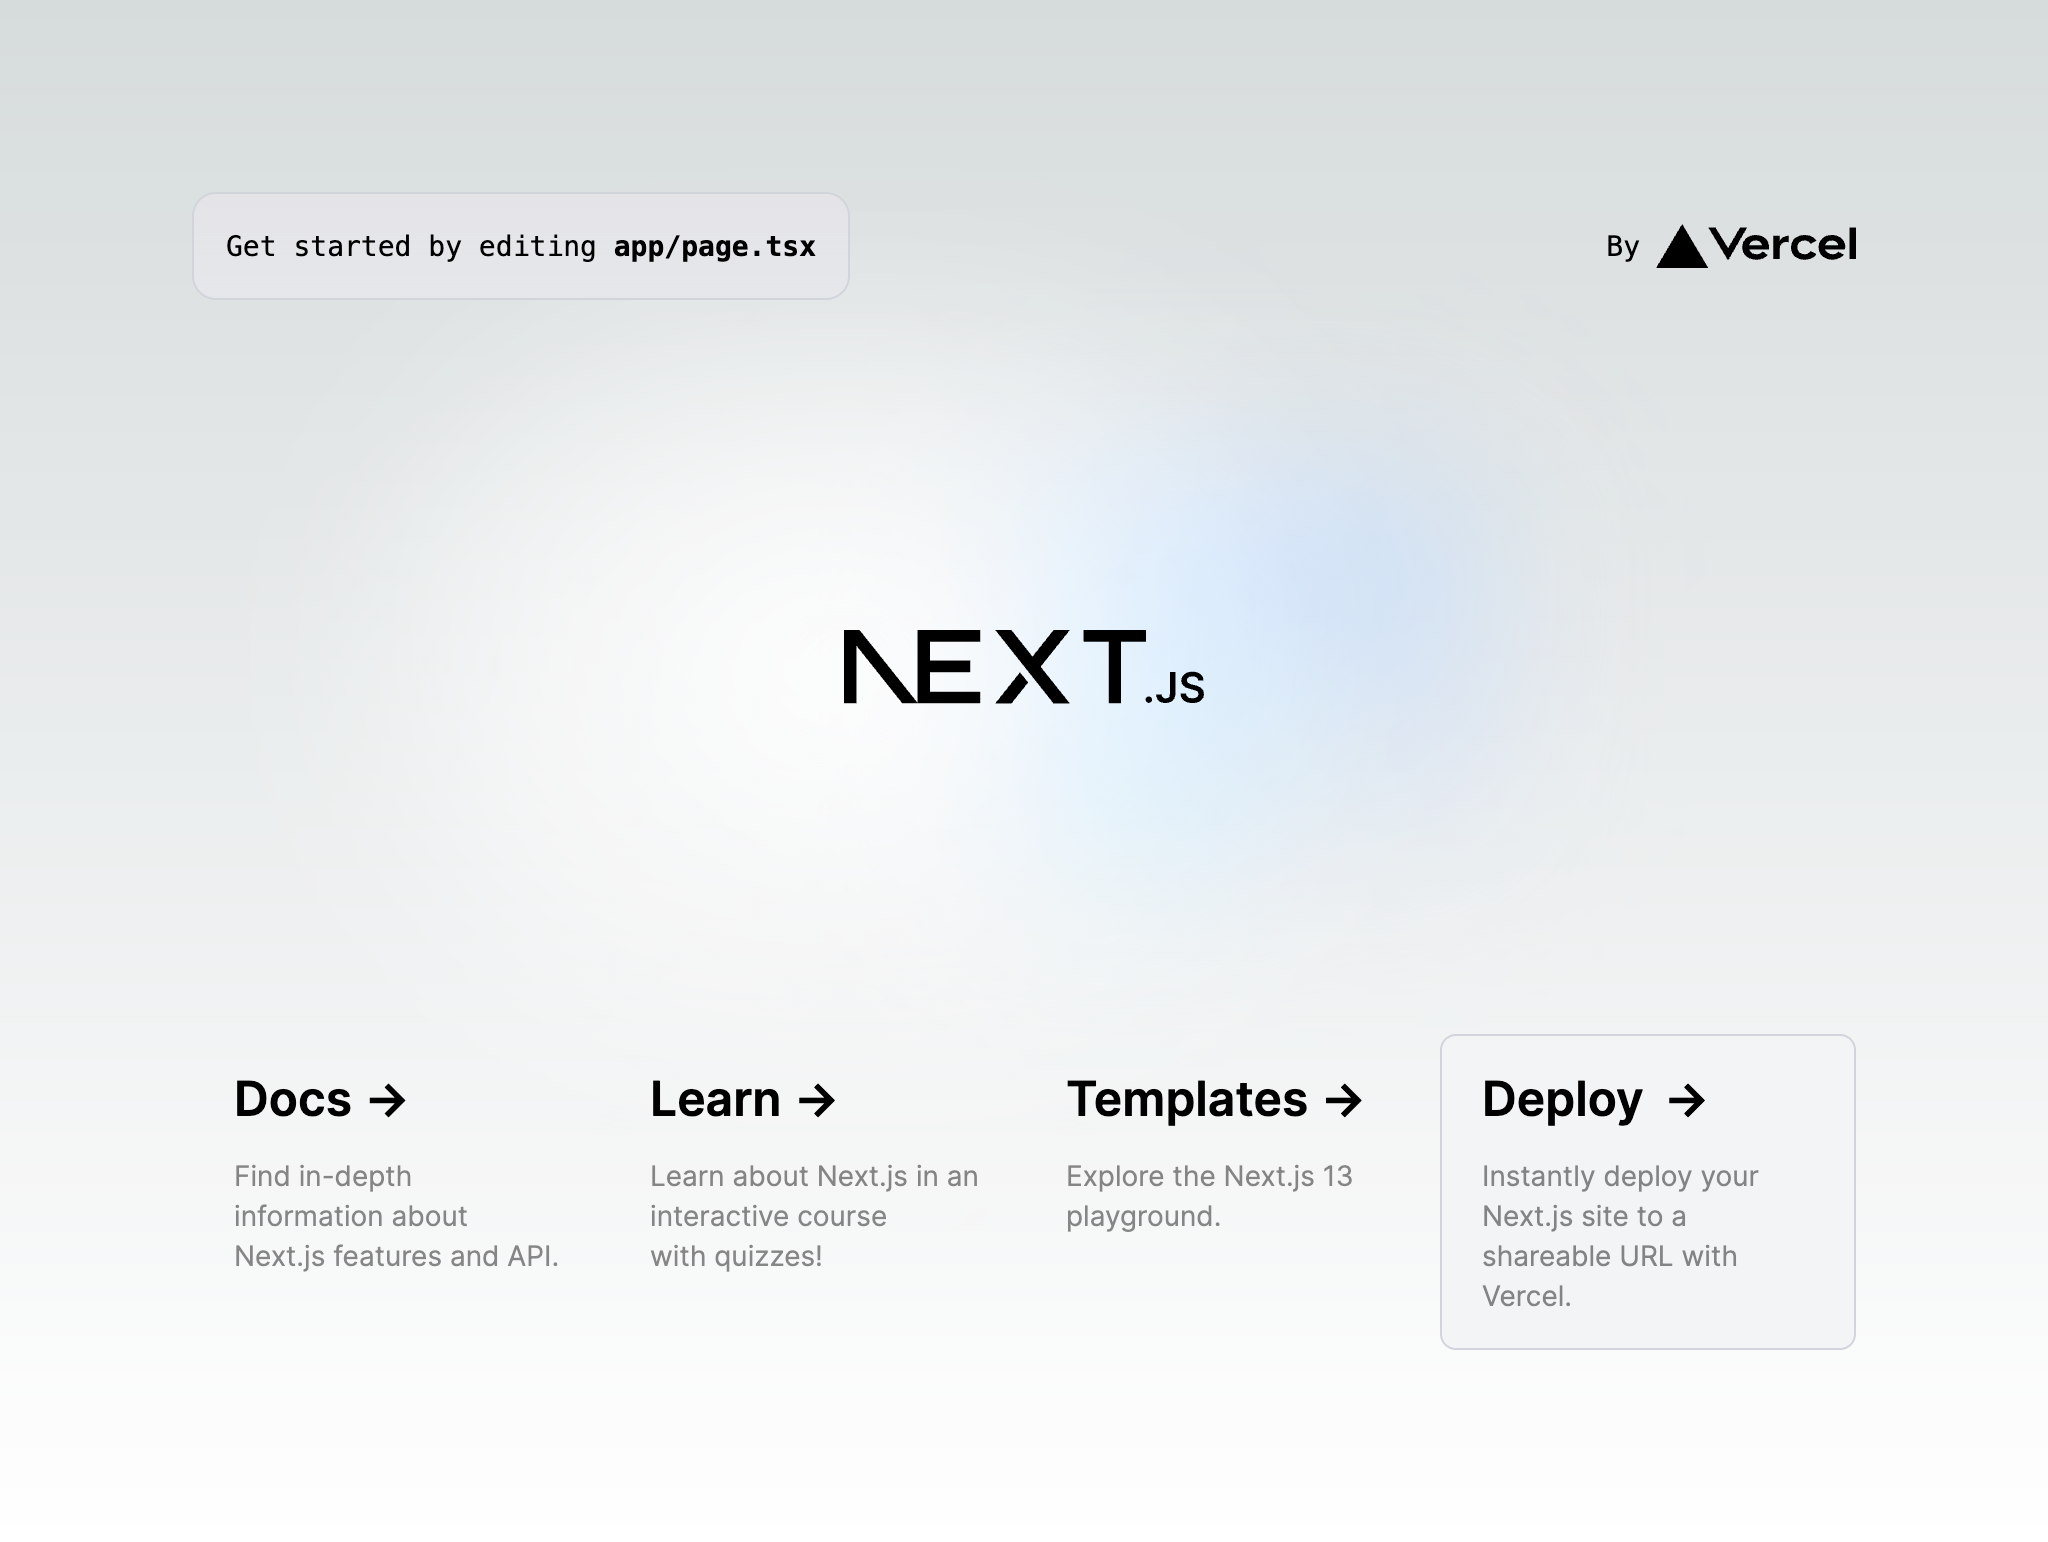 Get started by editing app/page.tsx
By Vercel
NEXT.JS
Docs →
Find in-depth
information about
Next.js features and API.
Learn →
Learn about Next.js in an
interactive course
with quizzes!
Templates →
Explore the Next.js 13
playground.
Deploy →
Instantly deploy your
Next.js site to a
shareable URL with
Vercel.